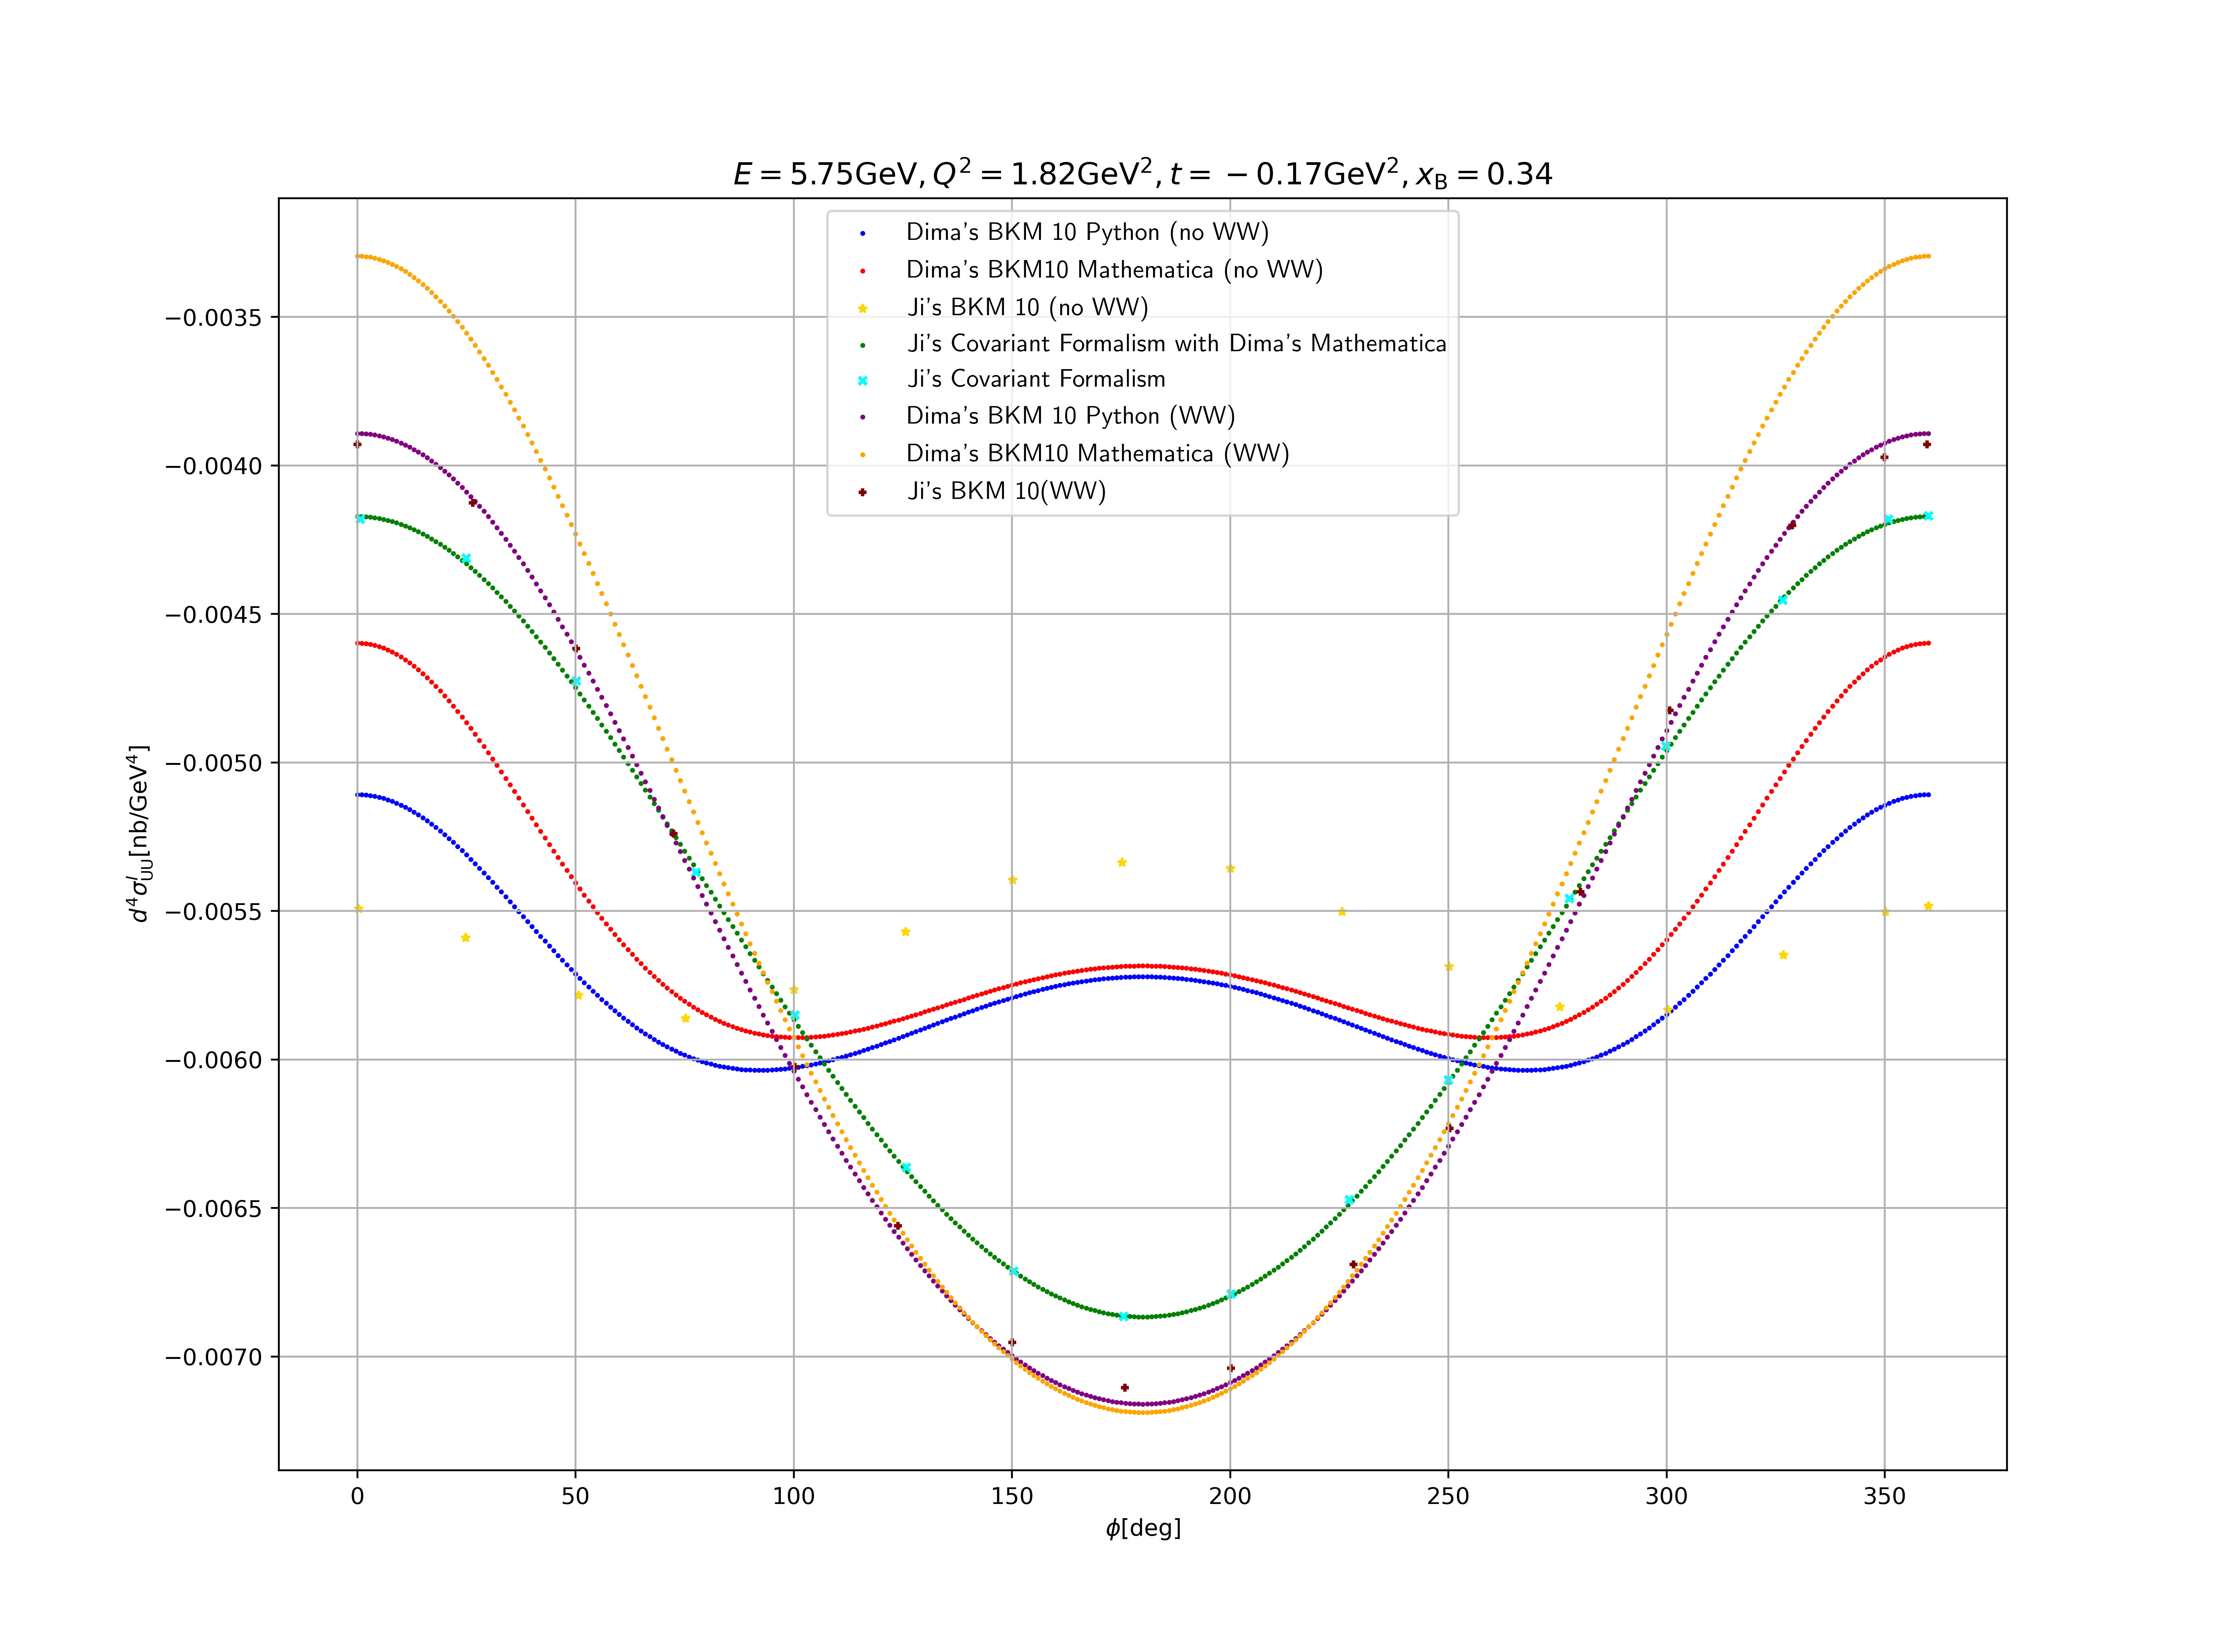 E = 5.75GeV, Q² = 1.82GeV², t = −0.17GeV², x_B = 0.34
Dima's BKM 10 Python (no WW)
Dima's BKM10 Mathematica (no WW)
Ji's BKM 10 (no WW)
Ji's Covariant Formalism with Dima's Mathematica
Ji's Covariant Formalism
Dima's BKM 10 Python (WW)
Dima's BKM10 Mathematica (WW)
Ji's BKM 10(WW)
d⁴σ^I_UU[nb/GeV⁴]
−0.0035
−0.0040
−0.0045
−0.0050
−0.0055
−0.0060
−0.0065
−0.0070
0 50 100 150 200 250 300 350
ϕ[deg]